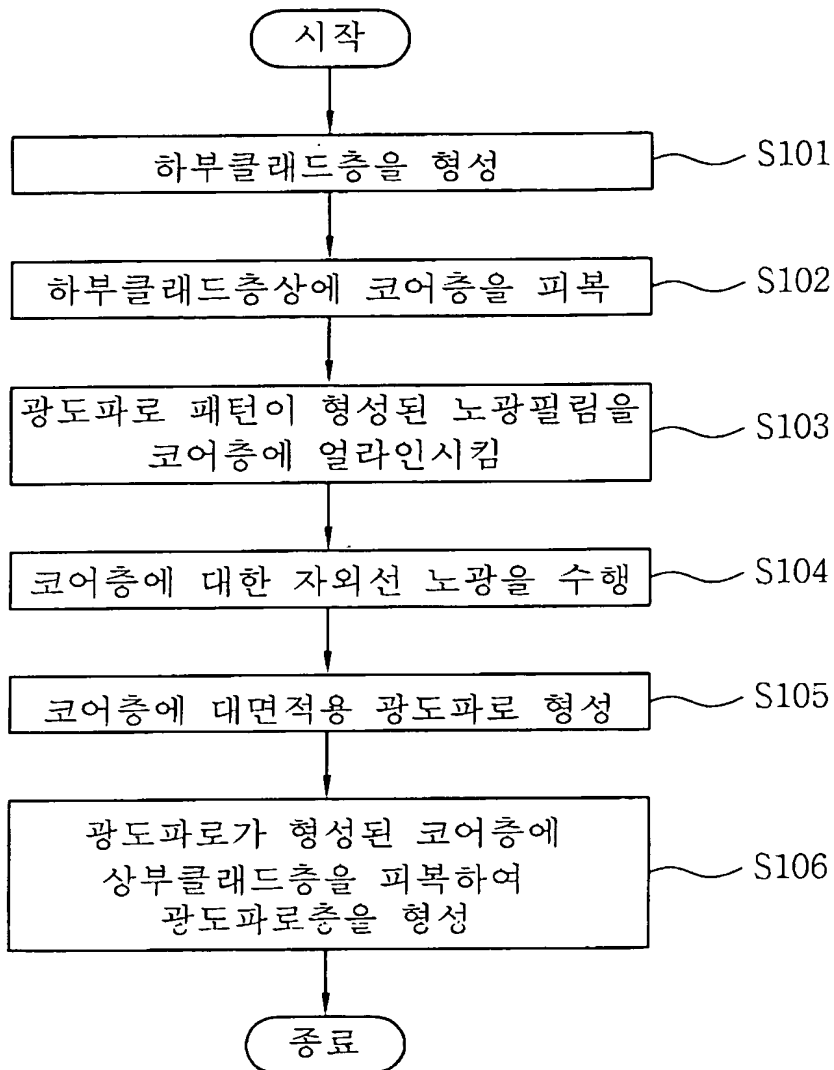 시작
하부클래드층을 형성
S101
하부클래드층상에 코어층을 피복
S102
광도파로 패턴이 형성된 노광필림을
코어층에 얼라인시킴
S103
코어층에 대한 자외선 노광을 수행
S104
코어층에 대면적용 광도파로 형성
S105
광도파로가 형성된 코어층에
상부클래드층을 피복하여
광도파로층을 형성
S106
종료